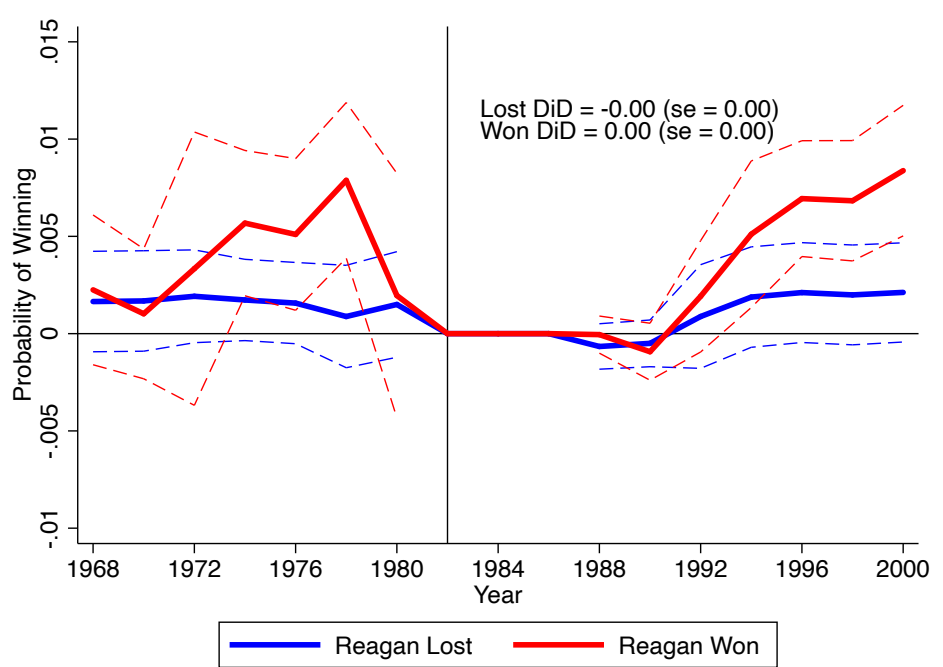 .015
.01
.005
0
-.005
-.01
Probability of Winning
Lost DiD = -0.00 (se = 0.00)
Won DiD = 0.00 (se = 0.00)
1968 1972 1976 1980 1984 1988 1992 1996 2000
Year
Reagan Lost Reagan Won